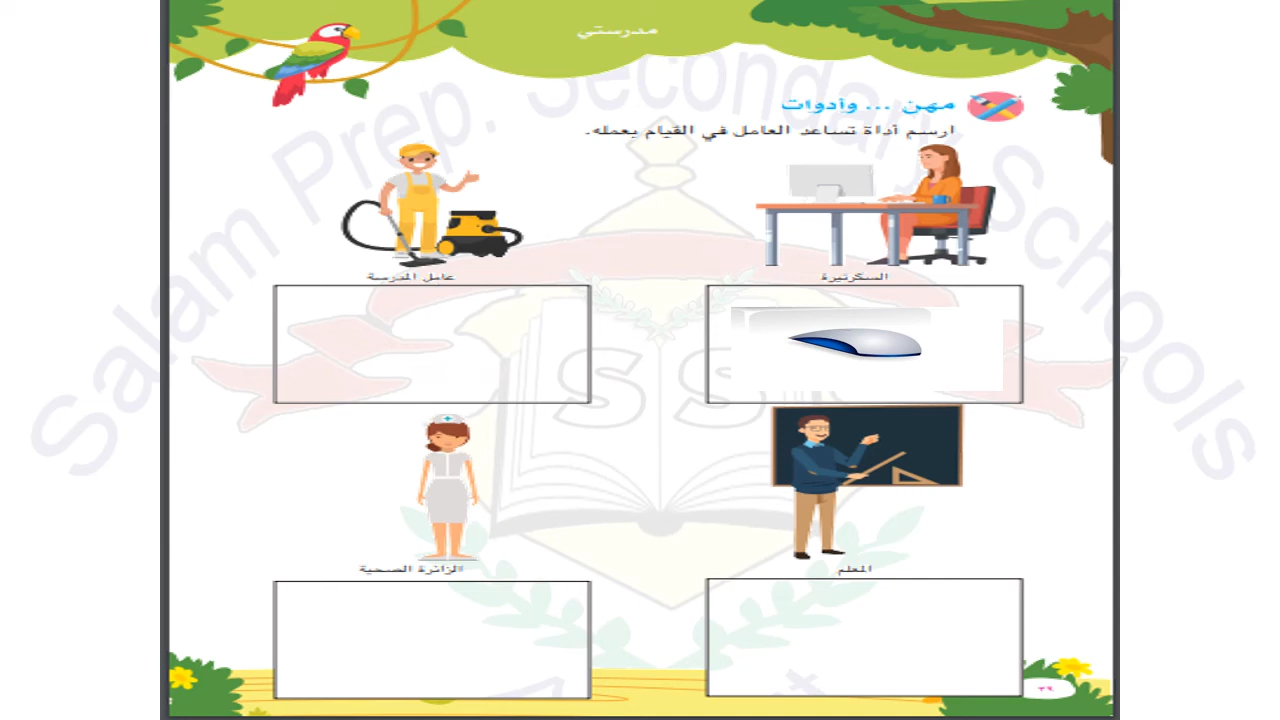 مدرستي
مهن ... وأدوات
ارسم أداة تساعد العامل في القيام بعمله.
السكرتيرة
عامل المدرسة
المعلم
الزائرة الصحية
Salam Prep. Secondary Schools
S S